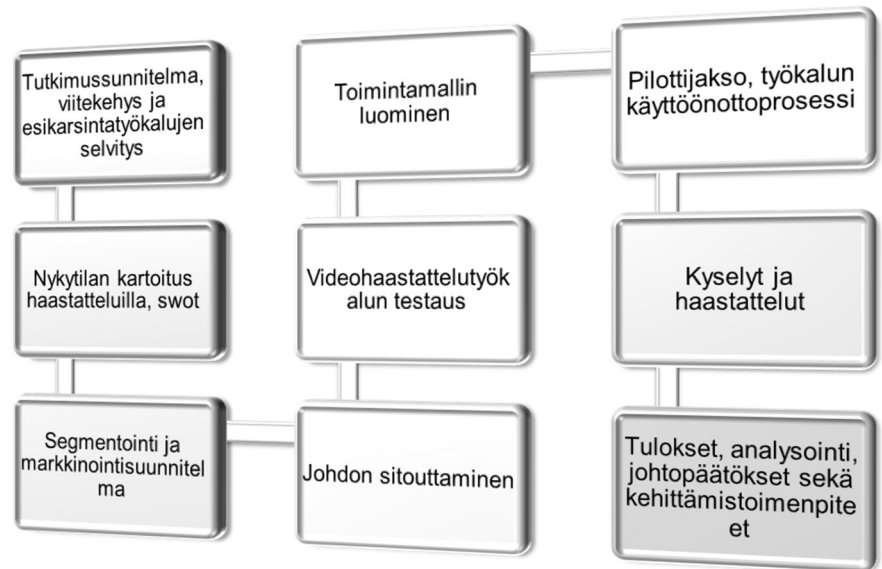 Tutkimussunnitelma,
viitekehys ja
esikarsintatyökalujen
selvitys
Nykytilan kartoitus
haastatteluilla, swot
Segmentointi ja
markkinointisuunnitel
ma
Johdon sitouttaminen
Videohaastattelutyök
alun testaus
Toimintamallin
luominen
Pilottijakso, työkalun
käyttöönottoprosessi
Kyselyt ja
haastattelut
Tulokset, analysointi,
johtopäätökset sekä
kehittämistoimenpite
et